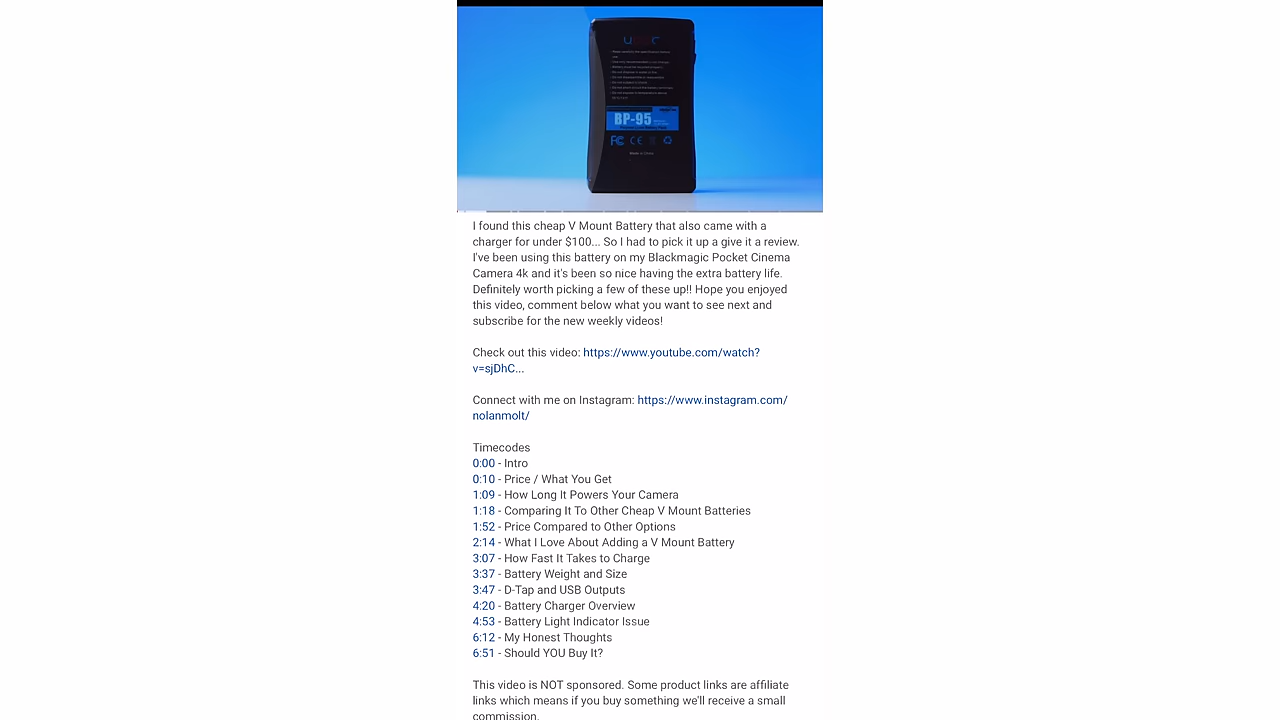 BP-95
FC CE
I found this cheap V Mount Battery that also came with a
charger for under $100... So I had to pick it up a give it a review.
I've been using this battery on my Blackmagic Pocket Cinema
Camera 4k and it's been so nice having the extra battery life.
Definitely worth picking a few of these up!! Hope you enjoyed
this video, comment below what you want to see next and
subscribe for the new weekly videos!
Check out this video: https://www.youtube.com/watch?
v=sjDhC...
Connect with me on Instagram: https://www.instagram.com/
nolanmolt/
Timecodes
0:00 - Intro
0:10 - Price / What You Get
1:09 - How Long It Powers Your Camera
1:18 - Comparing It To Other Cheap V Mount Batteries
1:52 - Price Compared to Other Options
2:14 - What I Love About Adding a V Mount Battery
3:07 - How Fast It Takes to Charge
3:37 - Battery Weight and Size
3:47 - D-Tap and USB Outputs
4:20 - Battery Charger Overview
4:53 - Battery Light Indicator Issue
6:12 - My Honest Thoughts
6:51 - Should YOU Buy It?
This video is NOT sponsored. Some product links are affiliate
links which means if you buy something we'll receive a small
commission.